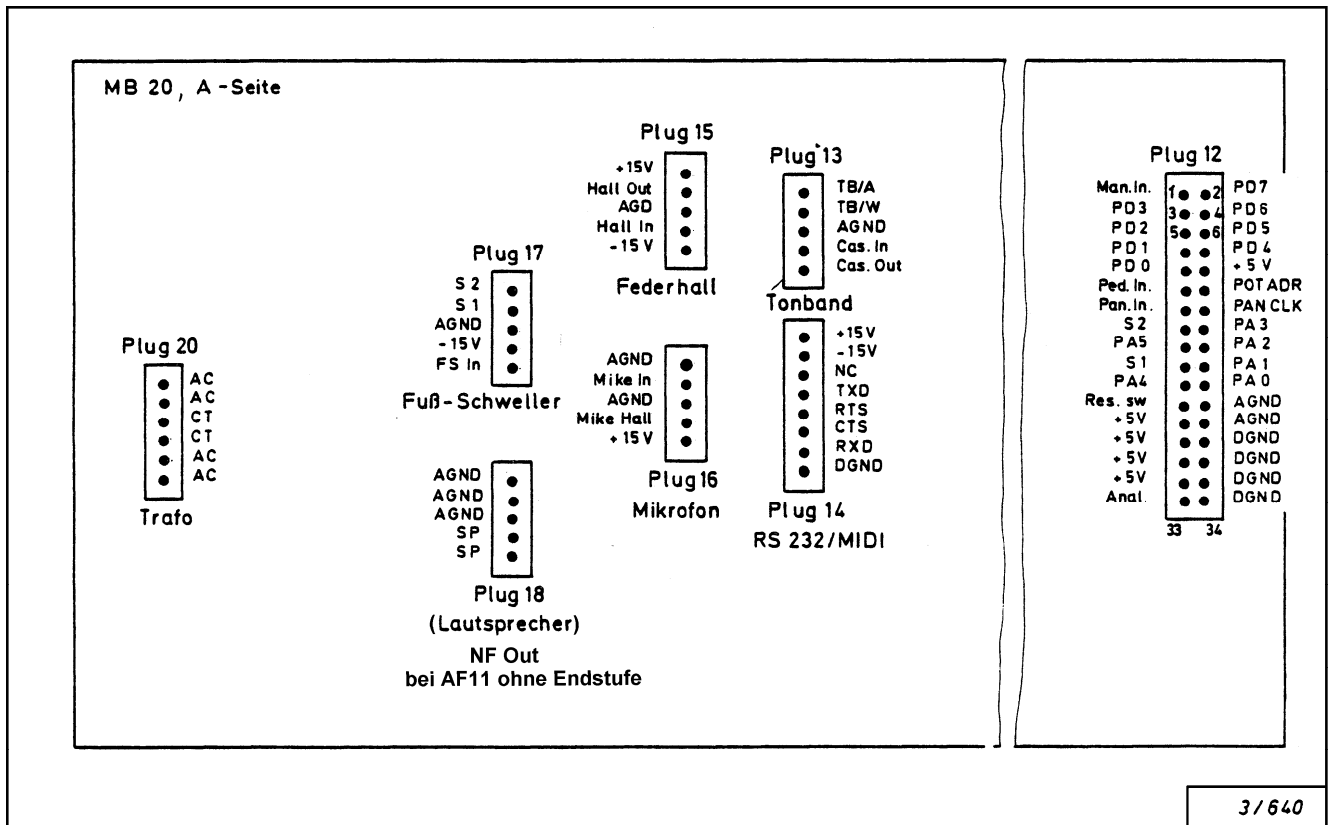 MB 20, A-Seite
Plug 20
AC
AC
CT
CT
AC
AC
Trafo
Plug 17
S2
S1
AGND
-15V
FS In
Fuß-Schweller
AGND
AGND
AGND
SP
SP
Plug 18
(Lautsprecher)
NF Out
bei AF11 ohne Endstufe
Plug 15
+15V
Hall Out
AGD
Hall In
-15V
Federhall
AGND
Mike In
AGND
Mike Hall
+15V
Plug 16
Mikrofon
Plug 13
TB/A
TB/W
AGND
Cas. In
Cas. Out
Tonband
+15V
-15V
NC
TXD
RTS
CTS
RXD
DGND
Plug 14
RS 232/MIDI
Plug 12
Man.In. 1 2 PD7
PD3 3 4 PD6
PD2 5 6 PD5
PD1 PD4
PD0 +5V
Ped.In. POTADR
Pan.In. PANCLK
S2 PA3
PA5 PA2
S1 PA1
PA4 PA0
Res.sw AGND
+5V AGND
+5V DGND
+5V DGND
+5V DGND
Anal. DGND
33 34
3/640